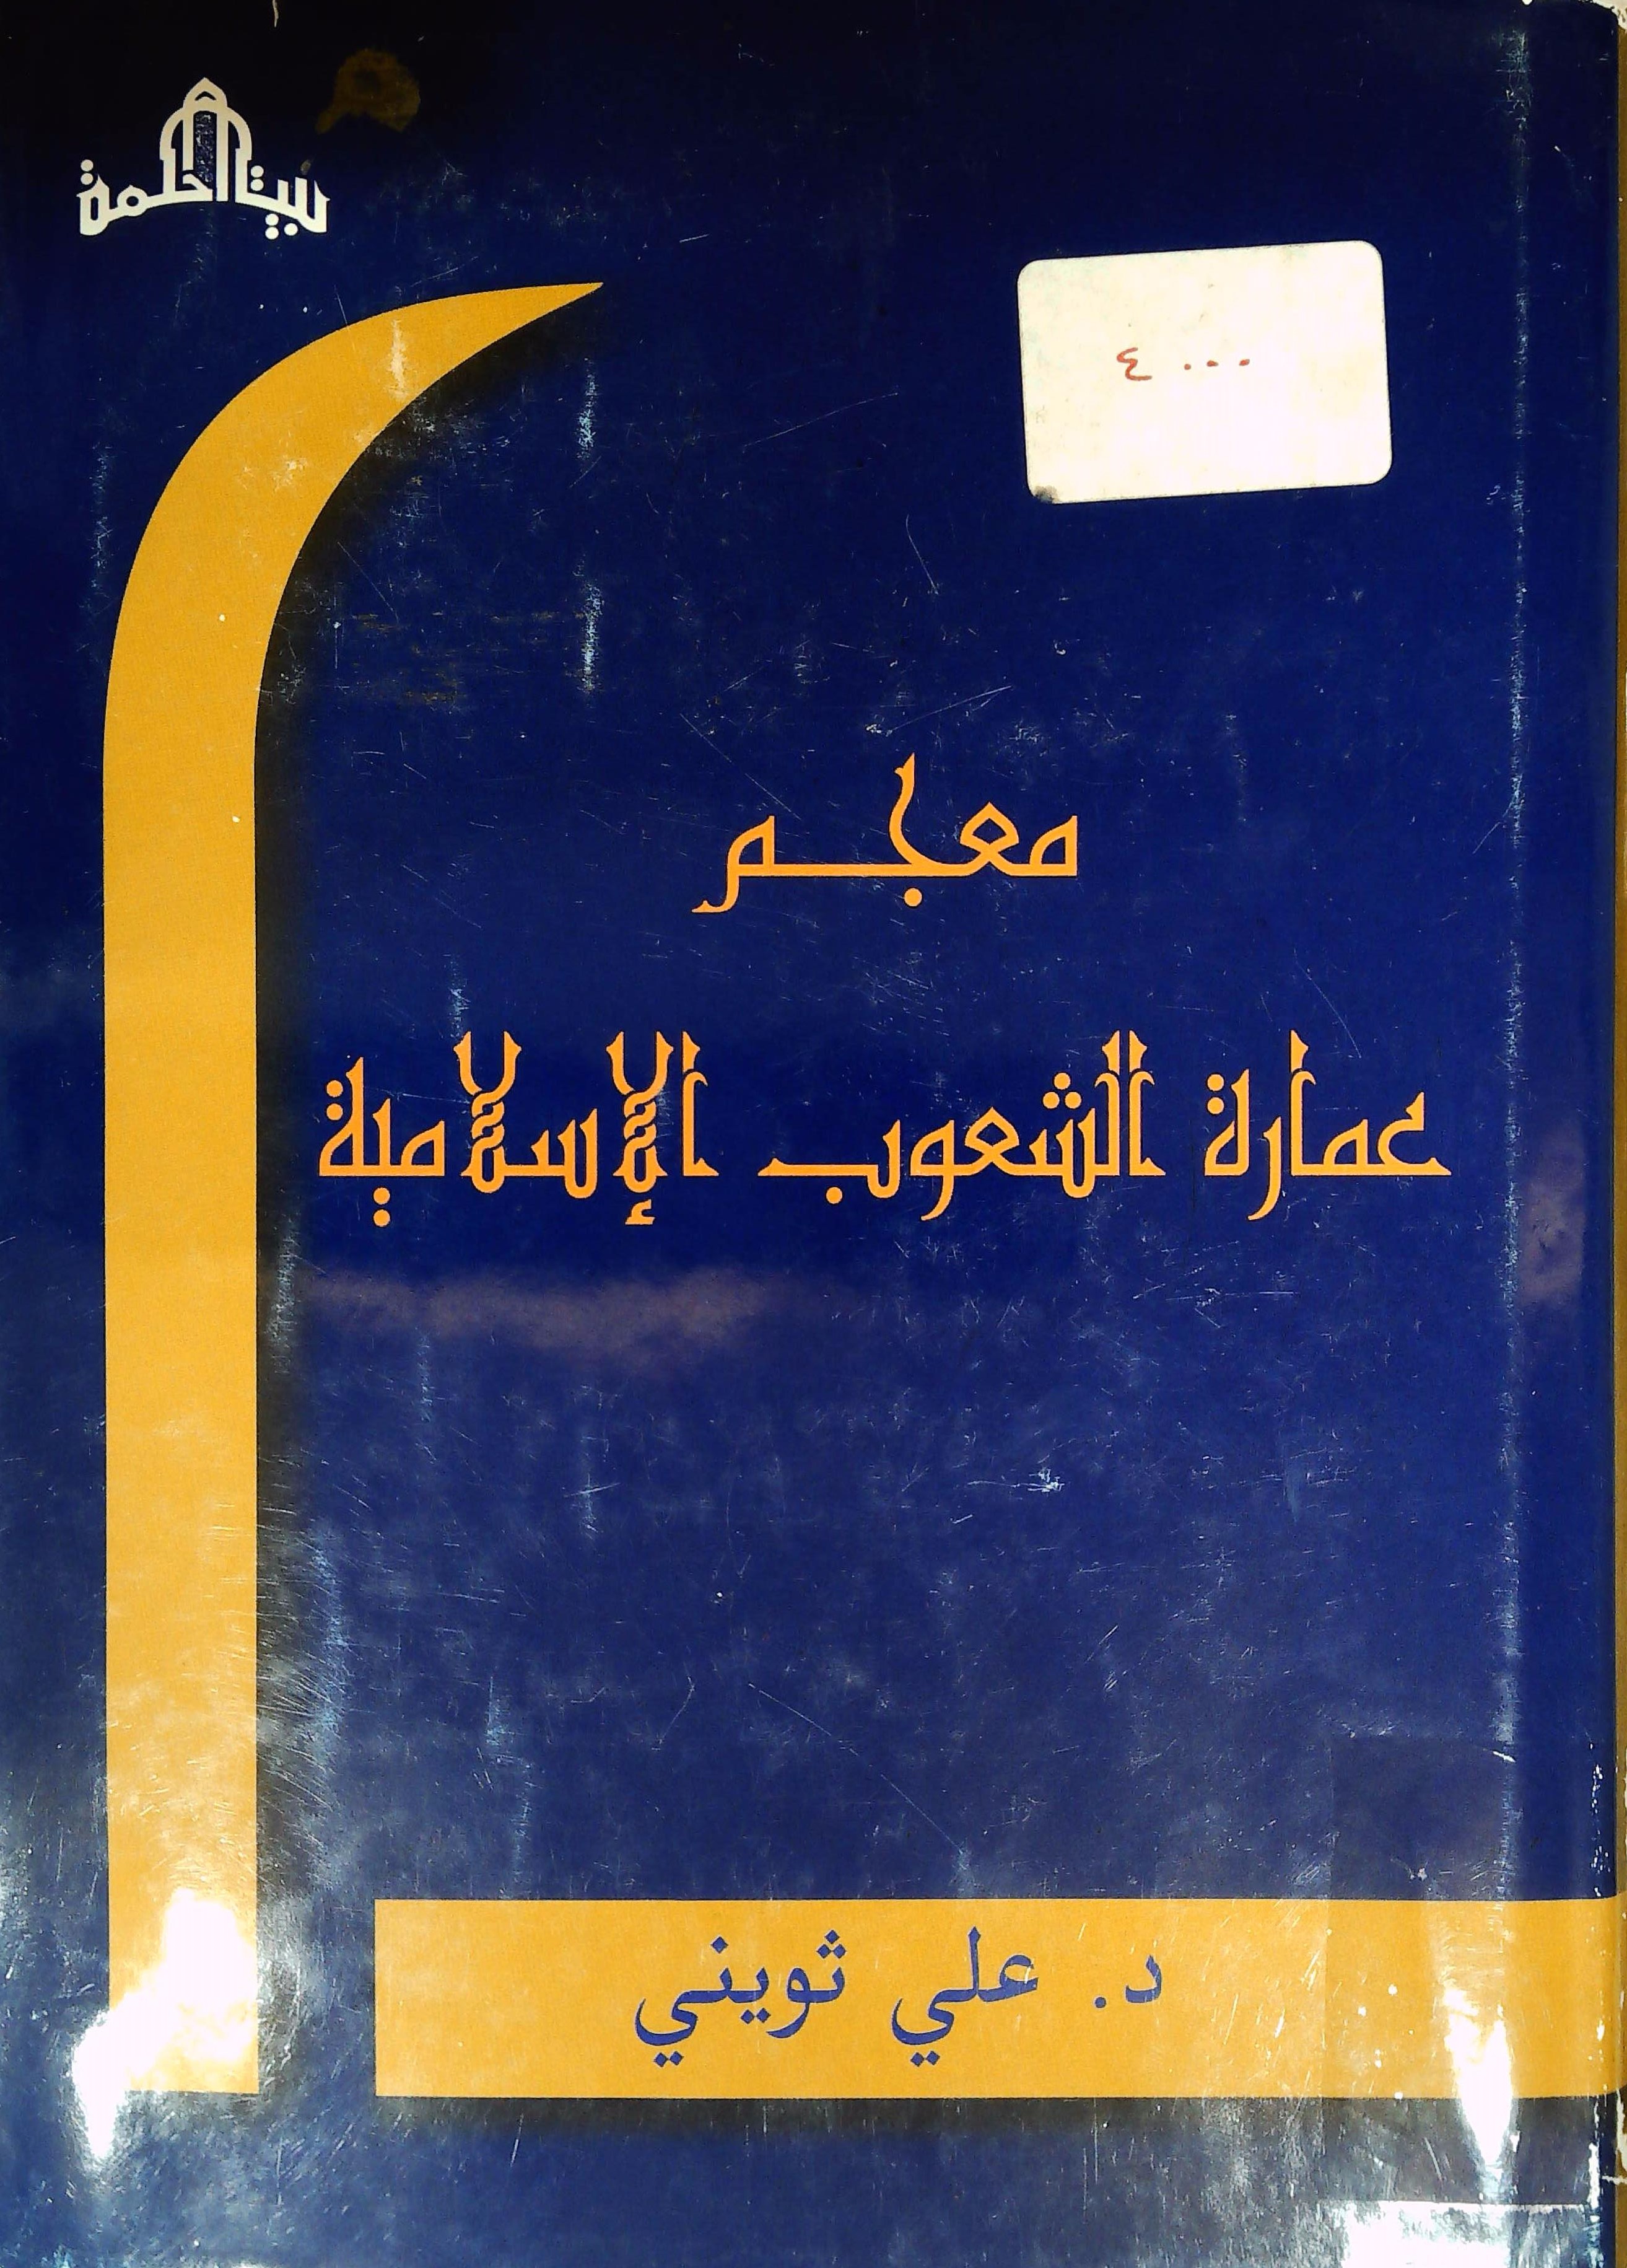 بيت الحكمة
٤٠٠٠
معجم
عمارة الشعوب الإسلامية
د. علي ثويني